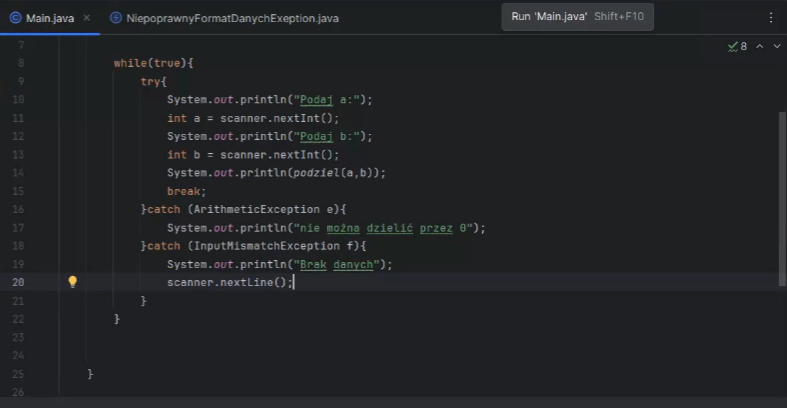 Main.java × NiepoprawnyFormatDanychExeption.java Run 'Main.java' Shift+F10
8
7
8 while(true){
9 try{
10 System.out.println("Podaj a:");
11 int a = scanner.nextInt();
12 System.out.println("Podaj b:");
13 int b = scanner.nextInt();
14 System.out.println(podziel(a,b));
15 break;
16 }catch (ArithmeticException e){
17 System.out.println("nie można dzielić przez 0");
18 }catch (InputMismatchException f){
19 System.out.println("Brak danych");
20 scanner.nextLine();
21 }
22 }
23
24
25 }
26